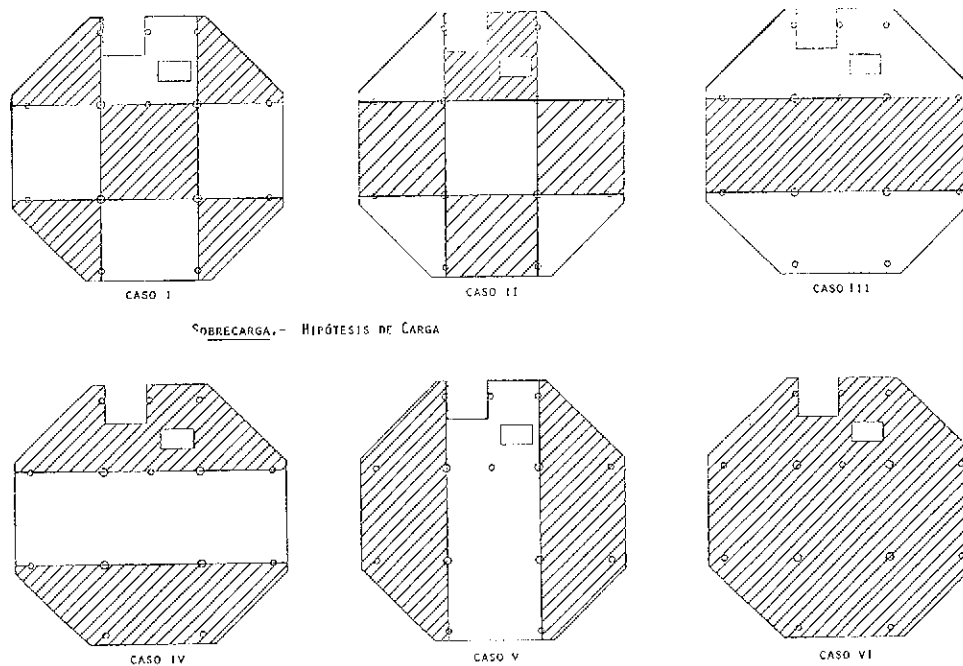 CASO I
CASO II
CASO III
SOBRECARGA.- HIPÓTESIS DE CARGA
CASO IV
CASO V
CASO VI